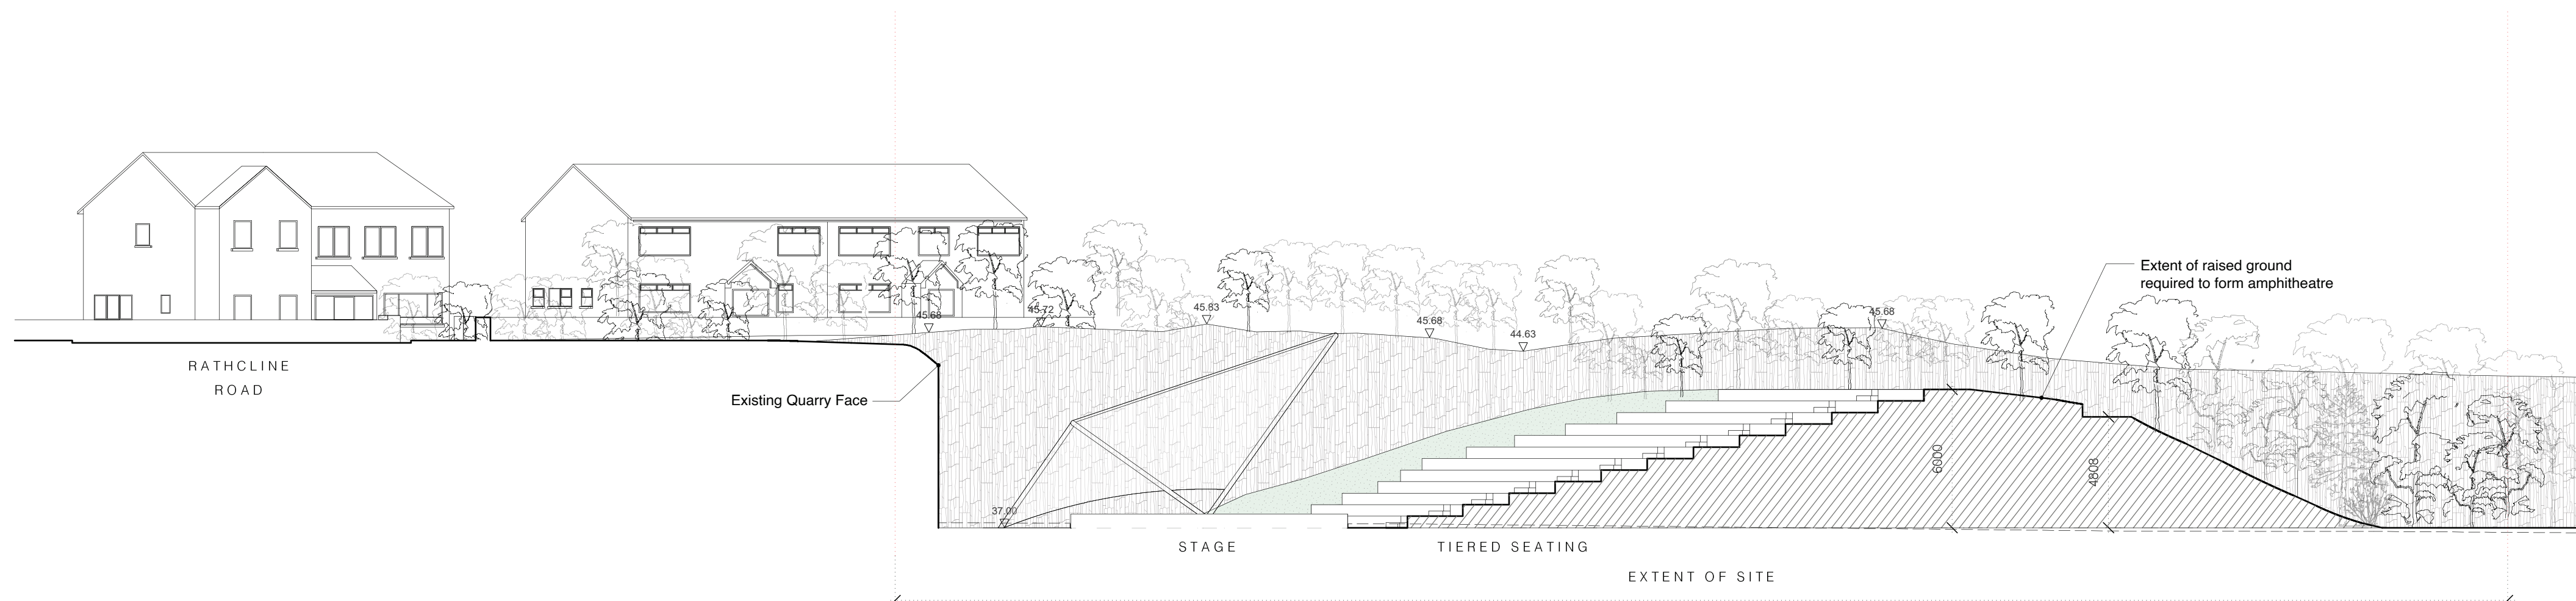 Extent of raised ground
required to form amphitheatre
45.68
45.72
45.83
45.68
44.63
45.68
RATHCLINE
ROAD
Existing Quarry Face
37.00
6000
4808
STAGE
TIERED SEATING
EXTENT OF SITE